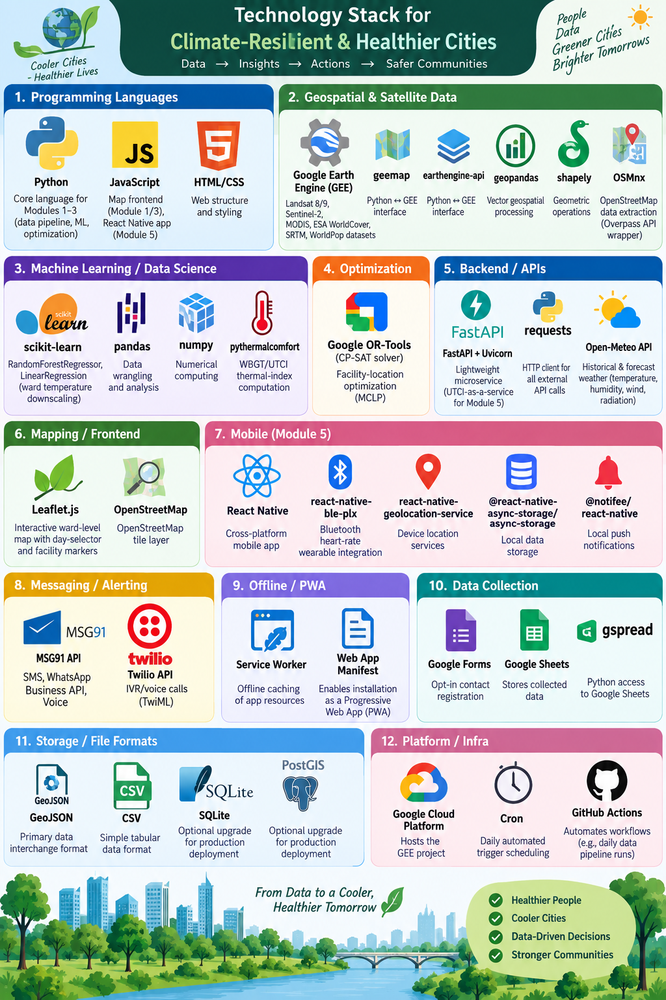 Cooler Cities
- Healthier Lives
Technology Stack for
Climate-Resilient & Healthier Cities
Data → Insights → Actions → Safer Communities
People
Data
Greener Cities
Brighter Tomorrows
1. Programming Languages
JS
5
Python
Core language for
Modules 1–3
(data pipeline, ML,
optimization)
JavaScript
Map frontend
(Module 1/3),
React Native app
(Module 5)
HTML/CSS
Web structure
and styling
2. Geospatial & Satellite Data
Google Earth
Engine (GEE)
Landsat 8/9,
Sentinel-2,
MODIS, ESA WorldCover,
SRTM, WorldPop datasets
geemap
Python ↔ GEE
interface
earthengine-api
Python ↔ GEE
interface
geopandas
Vector geospatial
processing
shapely
Geometric
operations
OSMnx
OpenStreetMap
data extraction
(Overpass API
wrapper)
3. Machine Learning / Data Science
scikit
learn
scikit-learn
RandomForestRegressor,
LinearRegression
(ward temperature
downscaling)
pandas
Data
wrangling
and analysis
N
numpy
Numerical
computing
pythermalcomfort
WBGT/UTCI
thermal-index
computation
4. Optimization
Google OR-Tools
(CP-SAT solver)
Facility-location
optimization
(MCLP)
5. Backend / APIs
FastAPI
FastAPI + Uvicorn
Lightweight
microservice
(UTCI-as-a-service
for Module 5)
requests
HTTP client for
all external
API calls
Open-Meteo API
Historical & forecast
weather (temperature,
humidity, wind,
radiation)
6. Mapping / Frontend
Leaflet.js
Interactive ward-level
map with day-selector
and facility markers
OpenStreetMap
OpenStreetMap
tile layer
7. Mobile (Module 5)
React Native
Cross-platform
mobile app
react-native-
ble-plx
Bluetooth
heart-rate
wearable integration
react-native-
geolocation-service
Device location
services
@react-native-
async-storage/
async-storage
Local data
storage
@notifee/
react-native
Local push
notifications
8. Messaging / Alerting
MSG91
MSG91 API
SMS, WhatsApp
Business API,
Voice
twilio
Twilio API
IVR/voice calls
(TwiML)
9. Offline / PWA
Service Worker
Offline caching
of app resources
Web App
Manifest
Enables installation
as a Progressive
Web App (PWA)
10. Data Collection
Google Forms
Opt-in contact
registration
Google Sheets
Stores collected
data
gspread
Python access
to Google Sheets
11. Storage / File Formats
GeoJSON
GeoJSON
Primary data
interchange format
CSV
CSV
Simple tabular
data format
SQLite
SQLite
Optional upgrade
for production
deployment
PostGIS
Optional upgrade
for production
deployment
12. Platform / Infra
Google Cloud
Platform
Hosts the
GEE project
Cron
Daily automated
trigger scheduling
GitHub Actions
Automates workflows
(e.g., daily data
pipeline runs)
From Data to a Cooler,
Healthier Tomorrow
Healthier People
Cooler Cities
Data-Driven Decisions
Stronger Communities